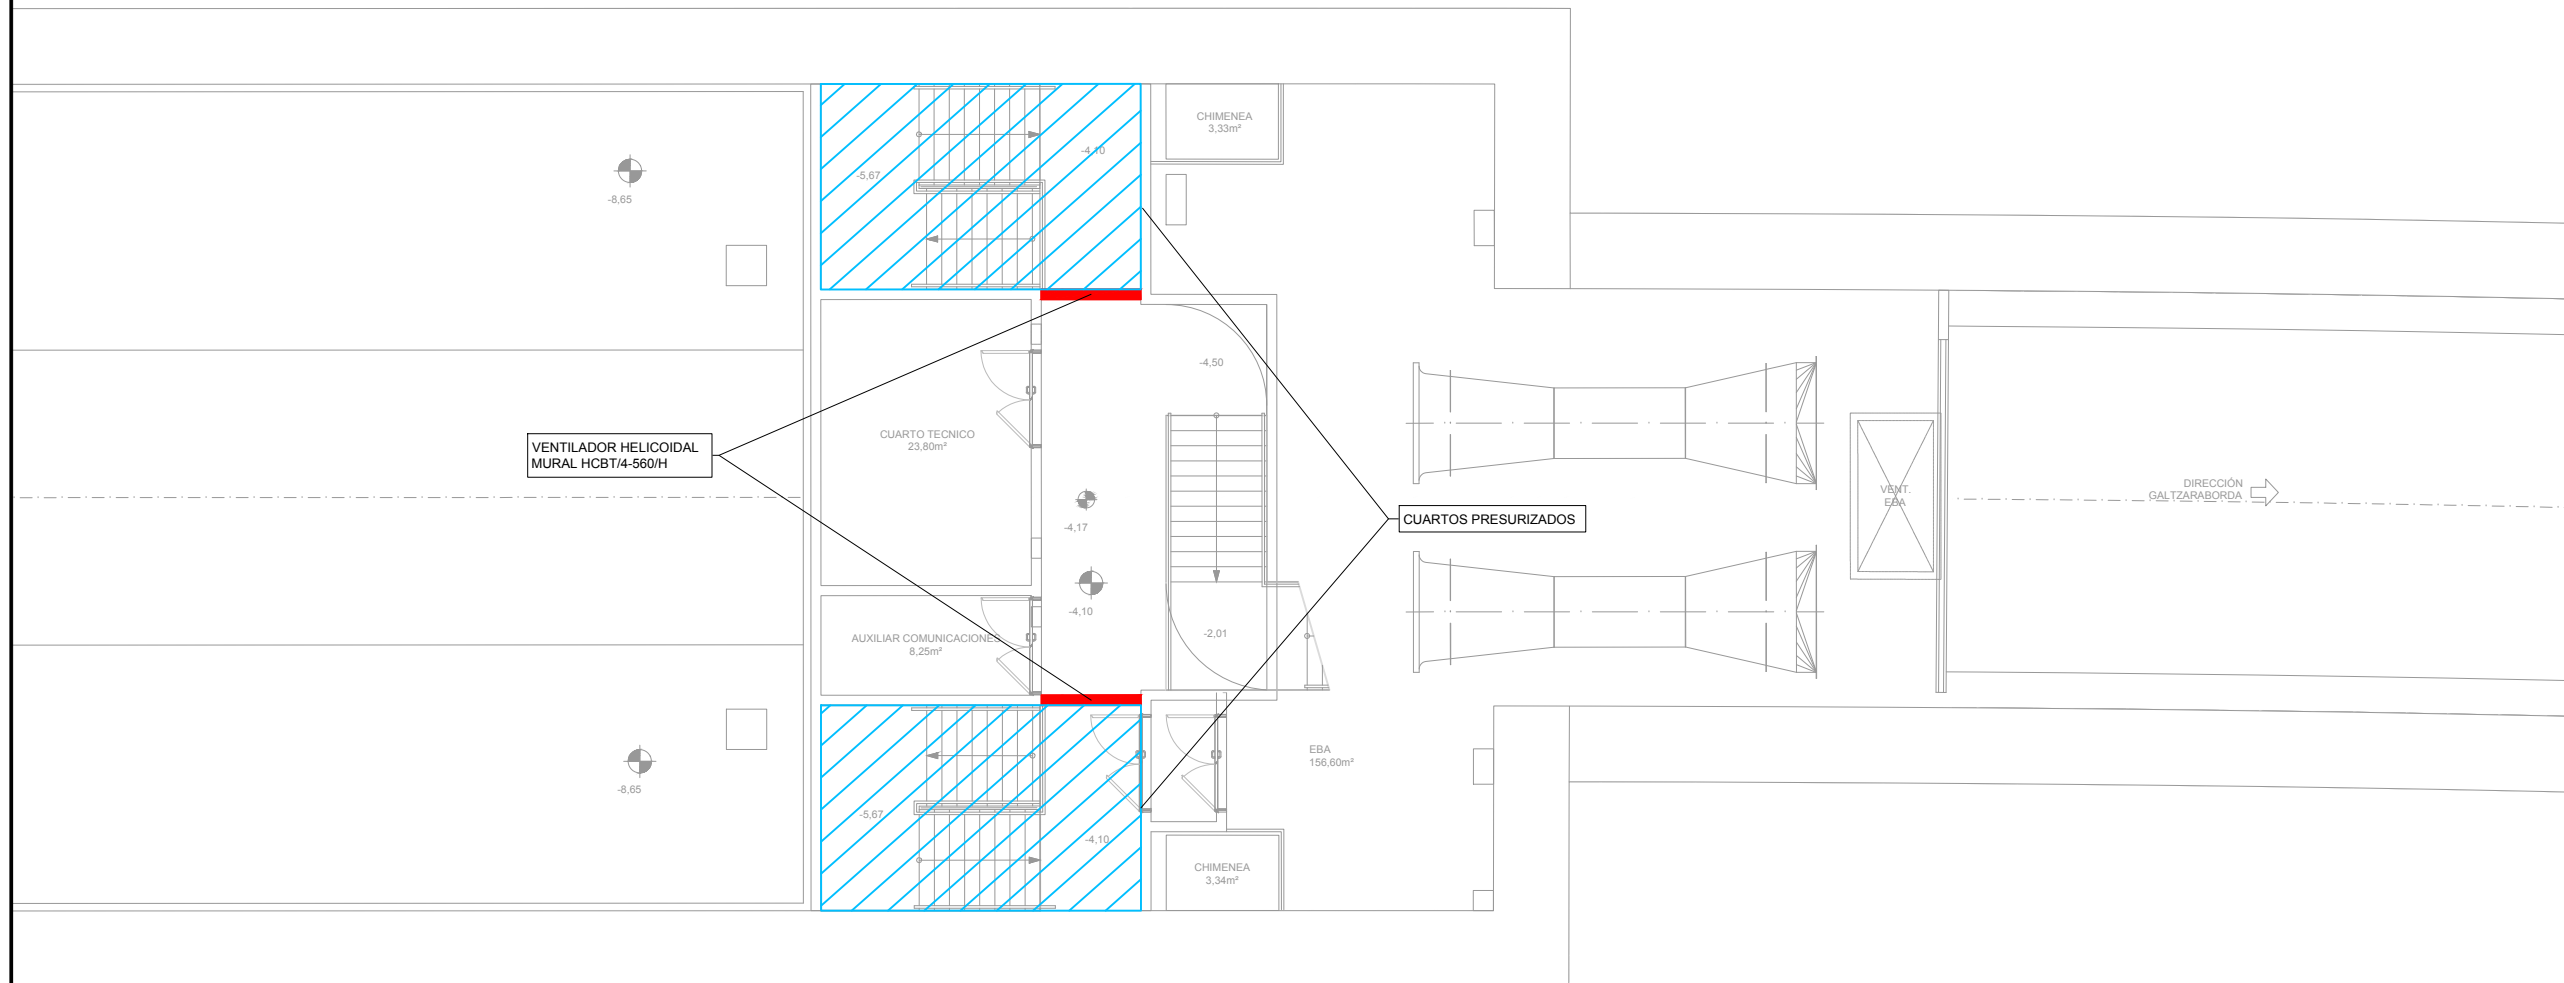 CHIMENEA
3,33m²
-4,10
-5,67
-8,65
-4,50
VENTILADOR HELICOIDAL
MURAL HCBT/4-560/H
CUARTO TECNICO
23,80m²
CUARTOS PRESURIZADOS
VENT.
EBA
DIRECCIÓN
GALTZARABORDA
-4,17
-4,10
-2,01
AUXILIAR COMUNICACIONES
8,25m²
EBA
156,60m²
-8,65
-5,67
-4,10
CHIMENEA
3,34m²